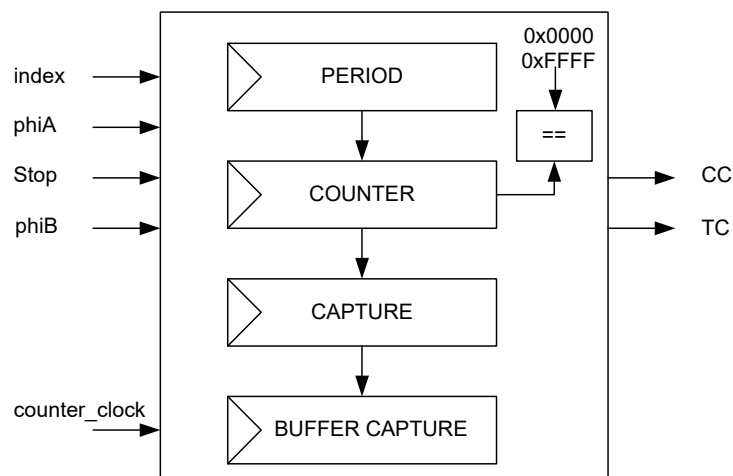 0x0000
0xFFFF
index
PERIOD
phiA
==
Stop
COUNTER
CC
phiB
TC
CAPTURE
counter_clock
BUFFER CAPTURE